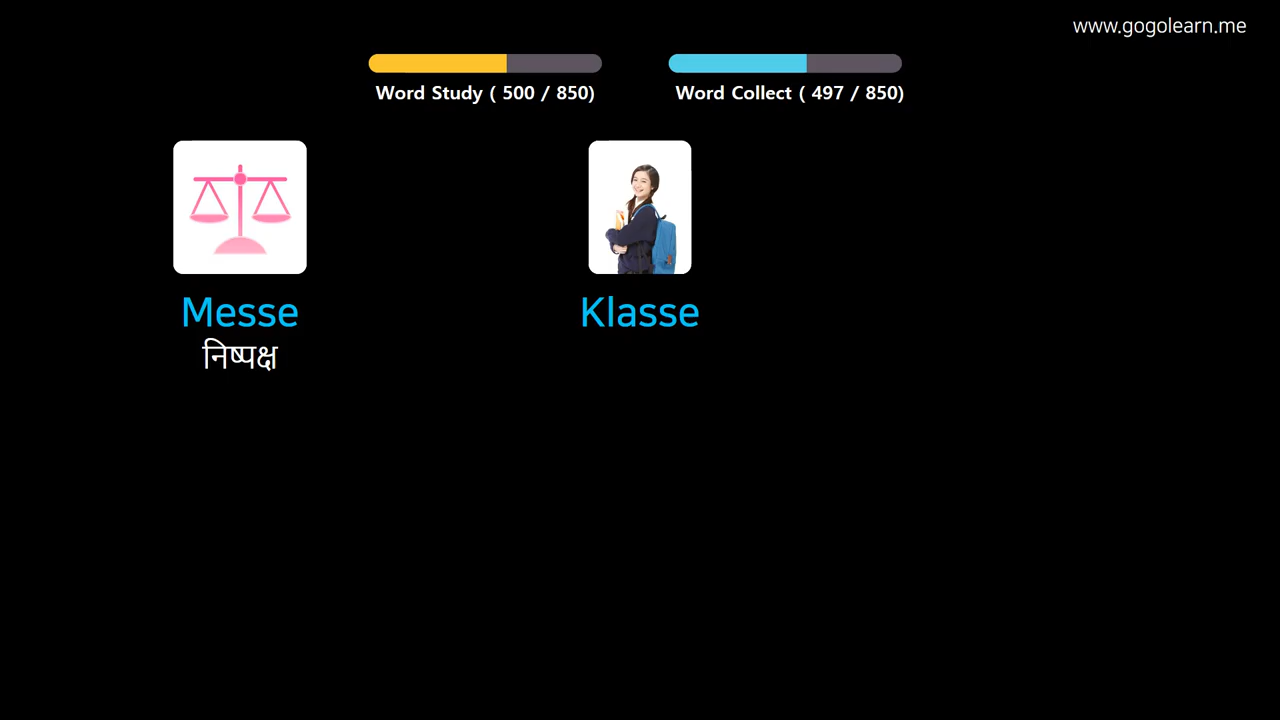 www.gogolearn.me
Word Study ( 500 / 850)
Word Collect ( 497 / 850)
Messe
निष्पक्ष
Klasse